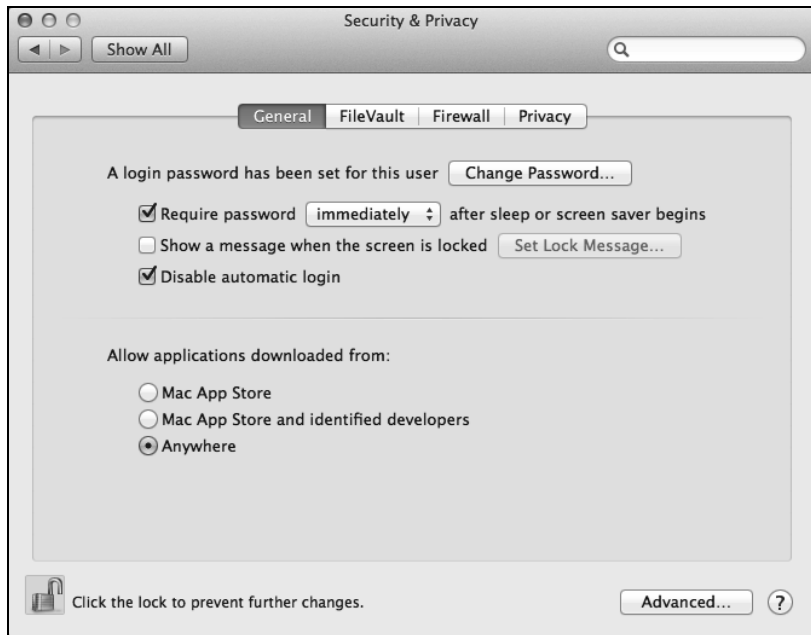 Security & Privacy
Show All
General FileVault Firewall Privacy
A login password has been set for this user Change Password...
Require password immediately after sleep or screen saver begins
Show a message when the screen is locked Set Lock Message...
Disable automatic login
Allow applications downloaded from:
Mac App Store
Mac App Store and identified developers
Anywhere
Click the lock to prevent further changes. Advanced... ?